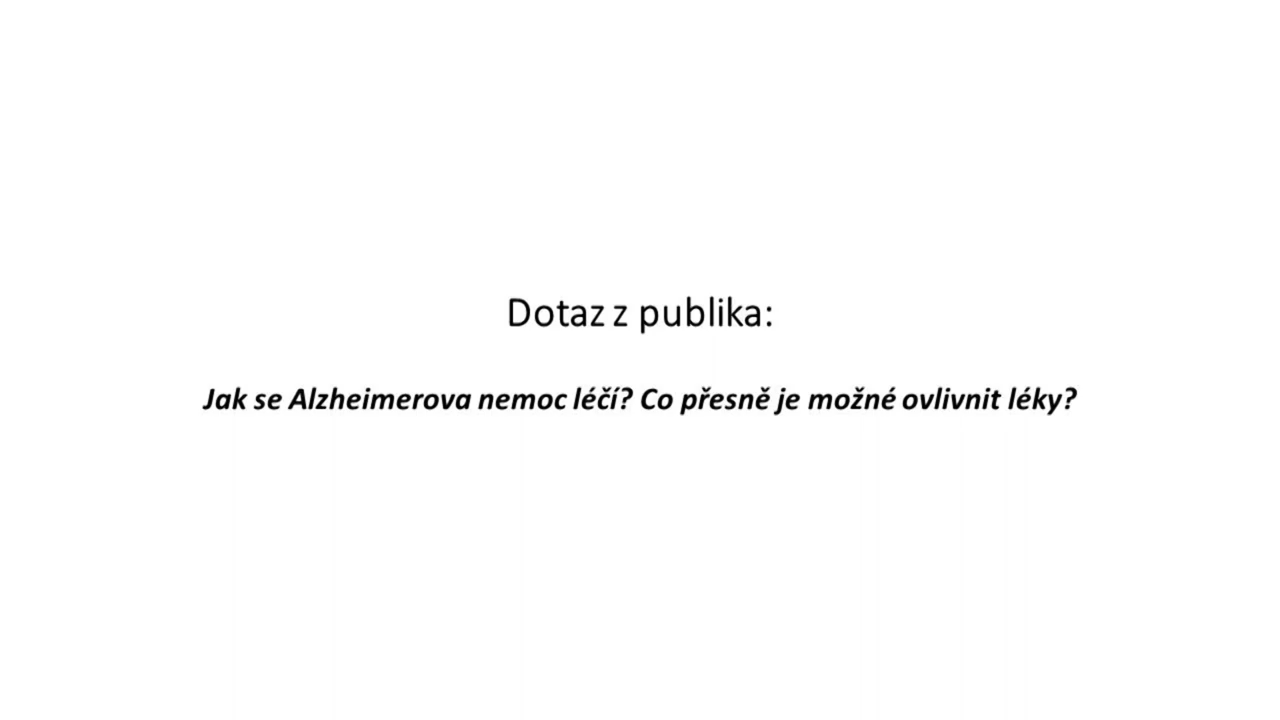 Dotaz z publika:
Jak se Alzheimerova nemoc léčí? Co přesně je možné ovlivnit léky?